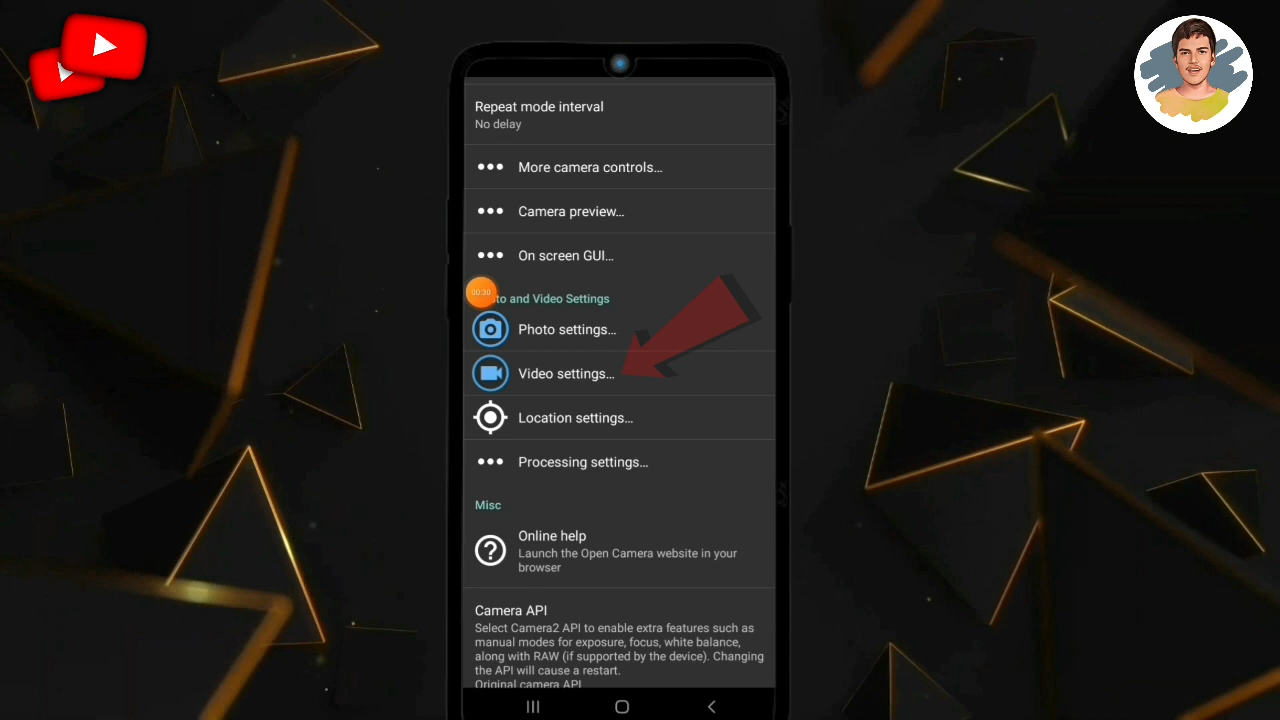 Repeat mode interval
No delay
More camera controls...
Camera preview...
On screen GUI...
00:30
to and Video Settings
Photo settings...
Video settings...
Location settings...
Processing settings...
Misc
Online help
Launch the Open Camera website in your
browser
Camera API
Select Camera2 API to enable extra features such as
manual modes for exposure, focus, white balance,
along with RAW (if supported by the device). Changing
the API will cause a restart.
Original camera API